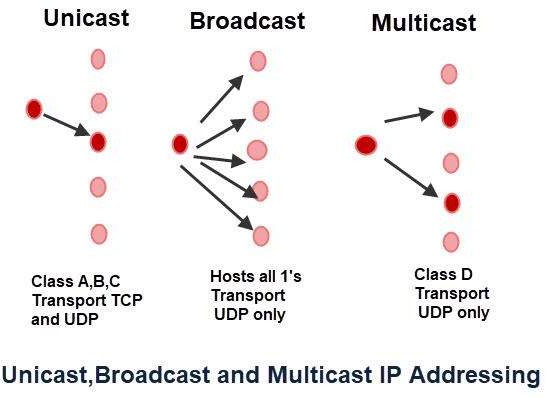 Unicast
Broadcast
Multicast
Class A,B,C
Transport TCP
and UDP
Hosts all 1's
Transport
UDP only
Class D
Transport
UDP only
Unicast,Broadcast and Multicast IP Addressing